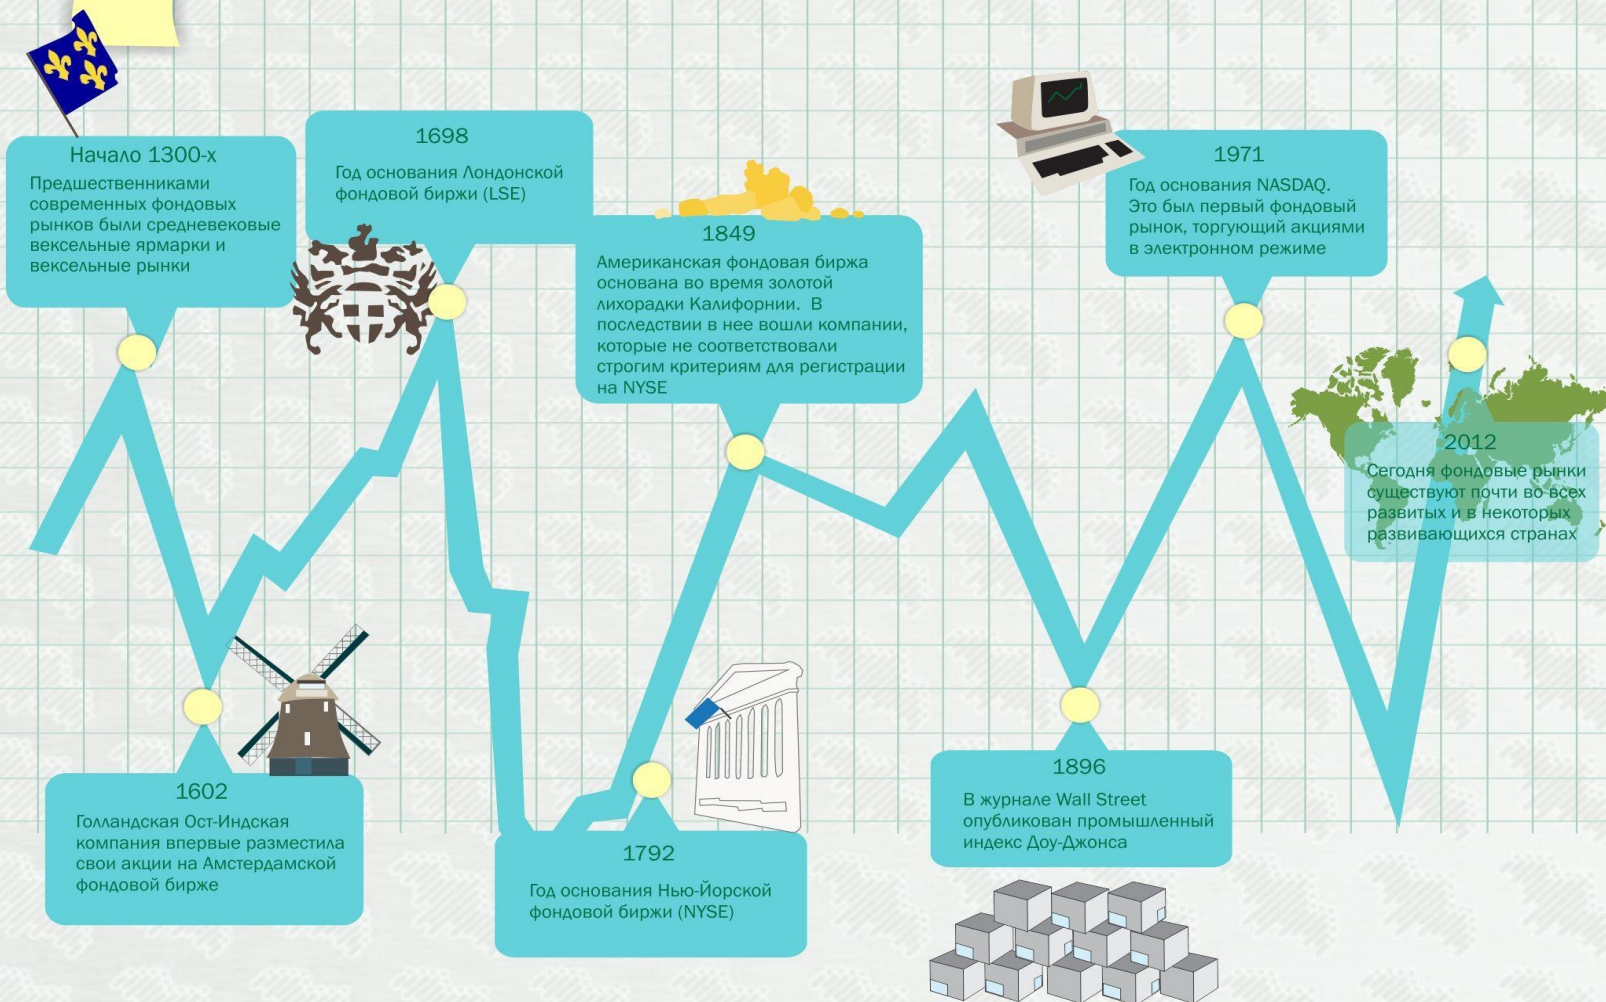 Начало 1300-х
Предшественниками
современных фондовых
рынков были средневековые
вексельные ярмарки и
вексельные рынки
1602
Голландская Ост-Индская
компания впервые разместила
свои акции на Амстердамской
фондовой бирже
1698
Год основания Лондонской
фондовой биржи (LSE)
1792
Год основания Нью-Йорской
фондовой биржи (NYSE)
1849
Американская фондовая биржа
основана во время золотой
лихорадки Калифорнии. В
последствии в нее вошли компании,
которые не соответствовали
строгим критериям для регистрации
на NYSE
1896
В журнале Wall Street
опубликован промышленный
индекс Доу-Джонса
1971
Год основания NASDAQ.
Это был первый фондовый
рынок, торгующий акциями
в электронном режиме
2012
Сегодня фондовые рынки
существуют почти во всех
развитых и в некоторых
развивающихся странах